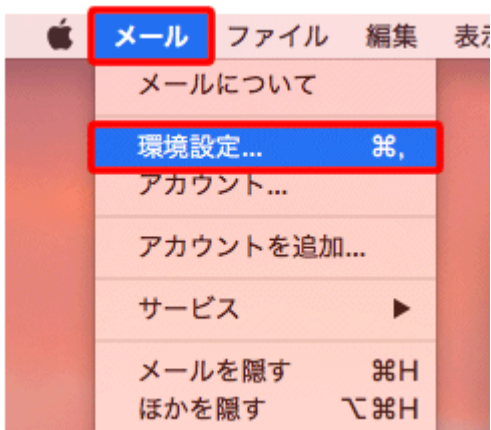 メール ファイル 編集
メールについて
環境設定... ⌘,
アカウント...
アカウントを追加...
サービス ▶
メールを隠す ⌘H
ほかを隠す ⌥⌘H